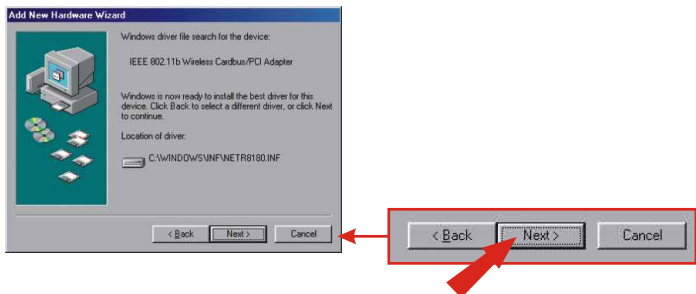 Add New Hardware Wizard
Windows driver file search for the device:
IEEE 802.11b Wireless Cardbus/PCI Adapter
Windows is now ready to install the best driver for this
device. Click Back to select a different driver, or click Next
to continue.
Location of driver:
C:\WINDOWS\INF\NETR8180.INF
< Back Next > Cancel
< Back Next > Cancel